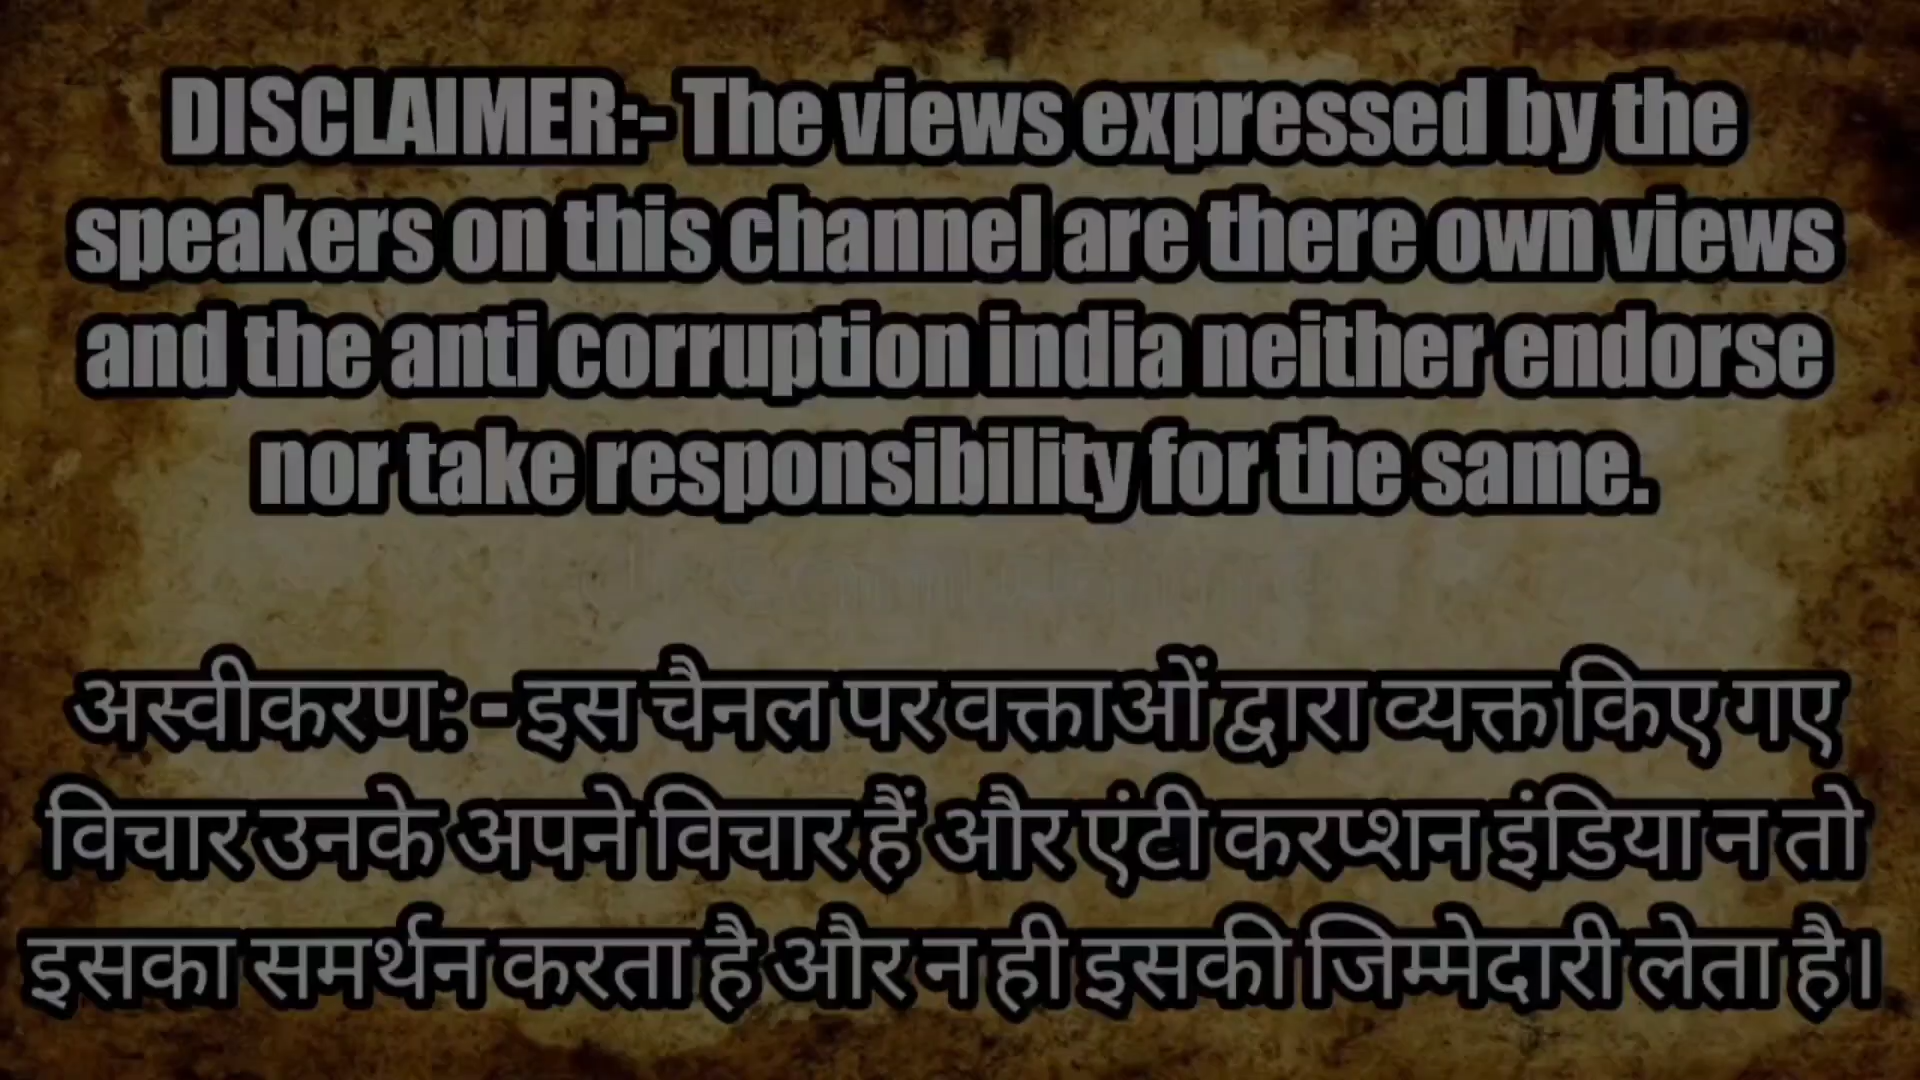 DISCLAIMER:- The views expressed by the
speakers on this channel are there own views
and the anti corruption india neither endorse
nor take responsibility for the same.
अस्वीकरण: - इस चैनल पर वक्ताओं द्वारा व्यक्त किए गए
विचार उनके अपने विचार हैं और एंटी करप्शन इंडिया न तो
इसका समर्थन करता है और न ही इसकी जिम्मेदारी लेता है।